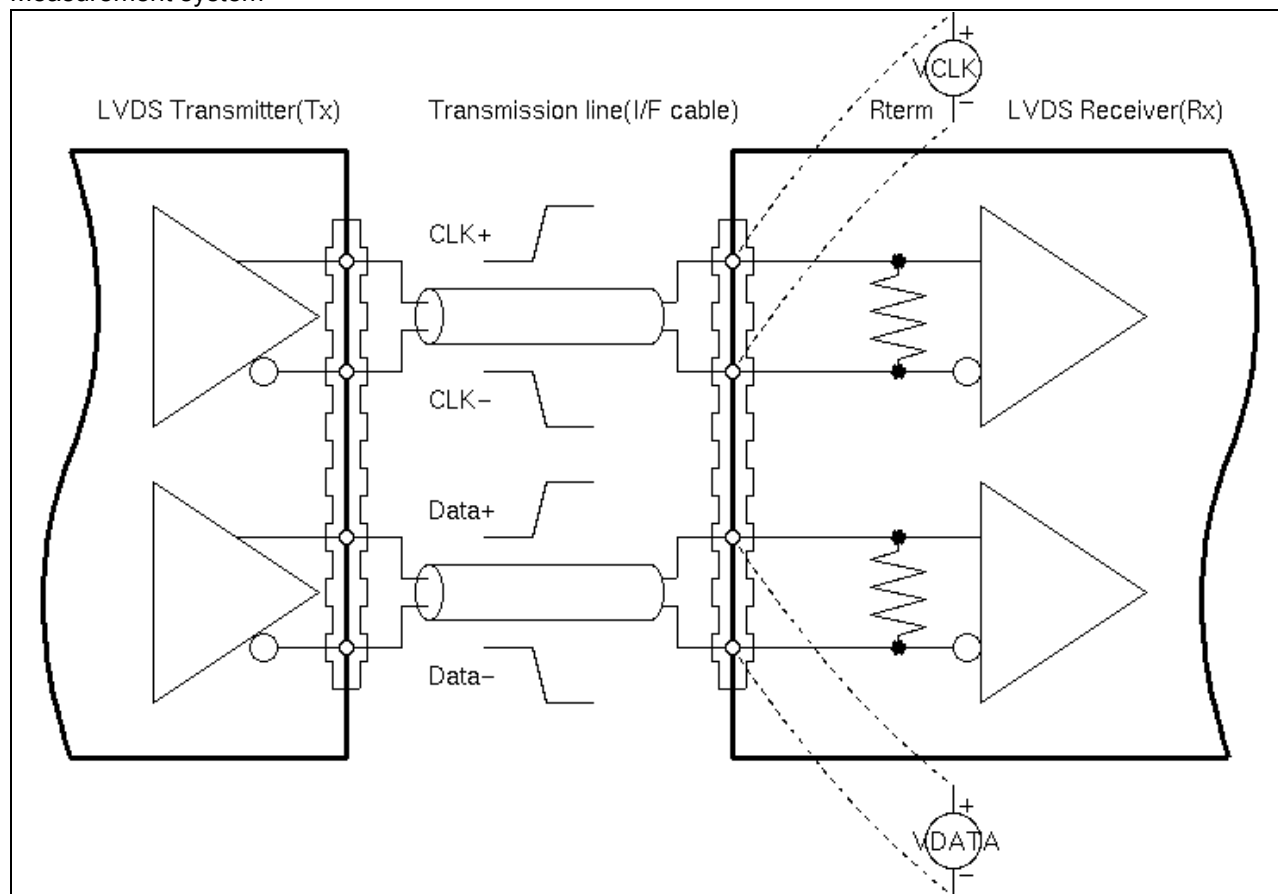 Measurement system
+
VCLK
−
LVDS Transmitter(Tx) Transmission line(I/F cable) Rterm LVDS Receiver(Rx)
CLK+
CLK−
Data+
Data−
+
VDATA
−